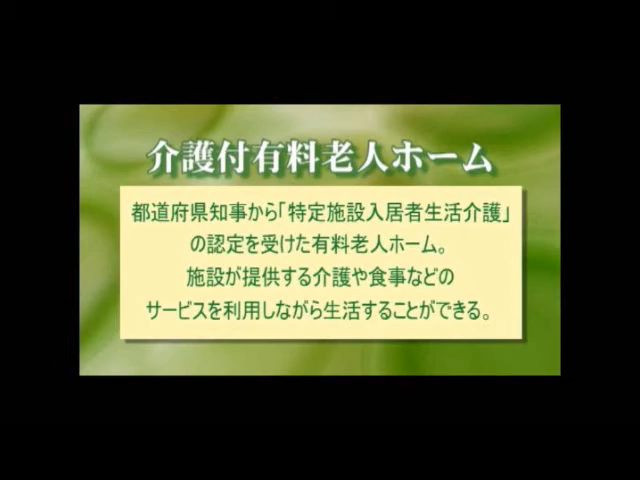 介護付有料老人ホーム
都道府県知事から「特定施設入居者生活介護」
の認定を受けた有料老人ホーム。
施設が提供する介護や食事などの
サービスを利用しながら生活することができる。